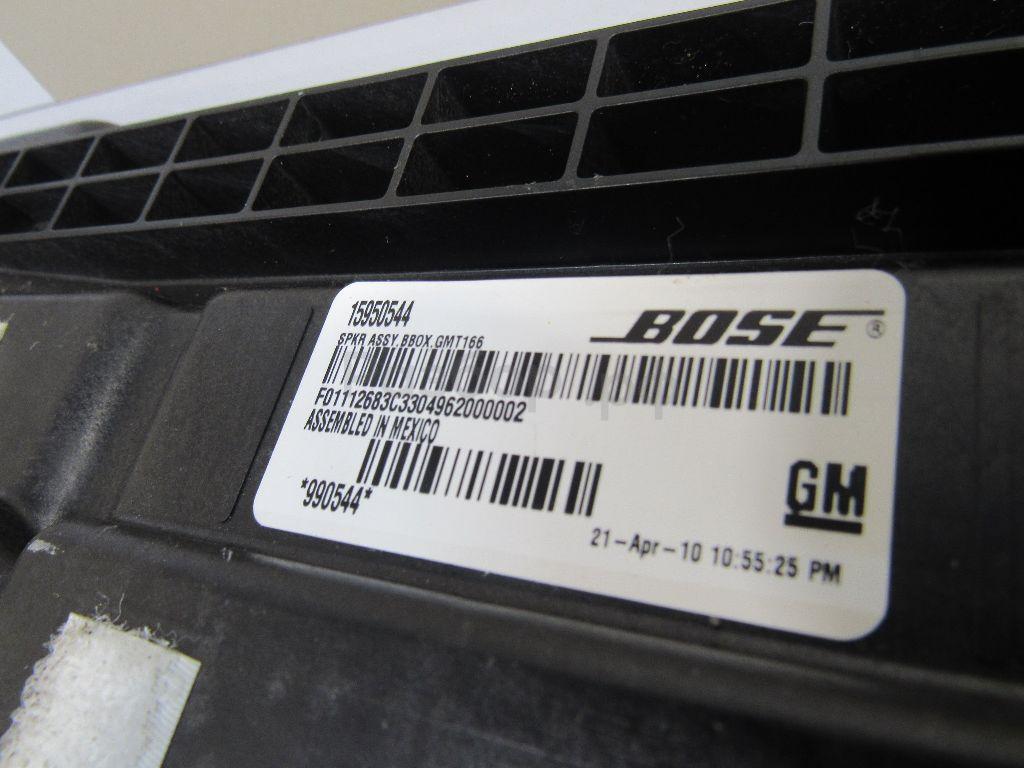 15950544
BOSE®
SPKR ASSY,BBOX,GMT166
F01112683C3304962000002
ASSEMBLED IN MEXICO
*990544*
GM
21-Apr-10 10:55:25 PM